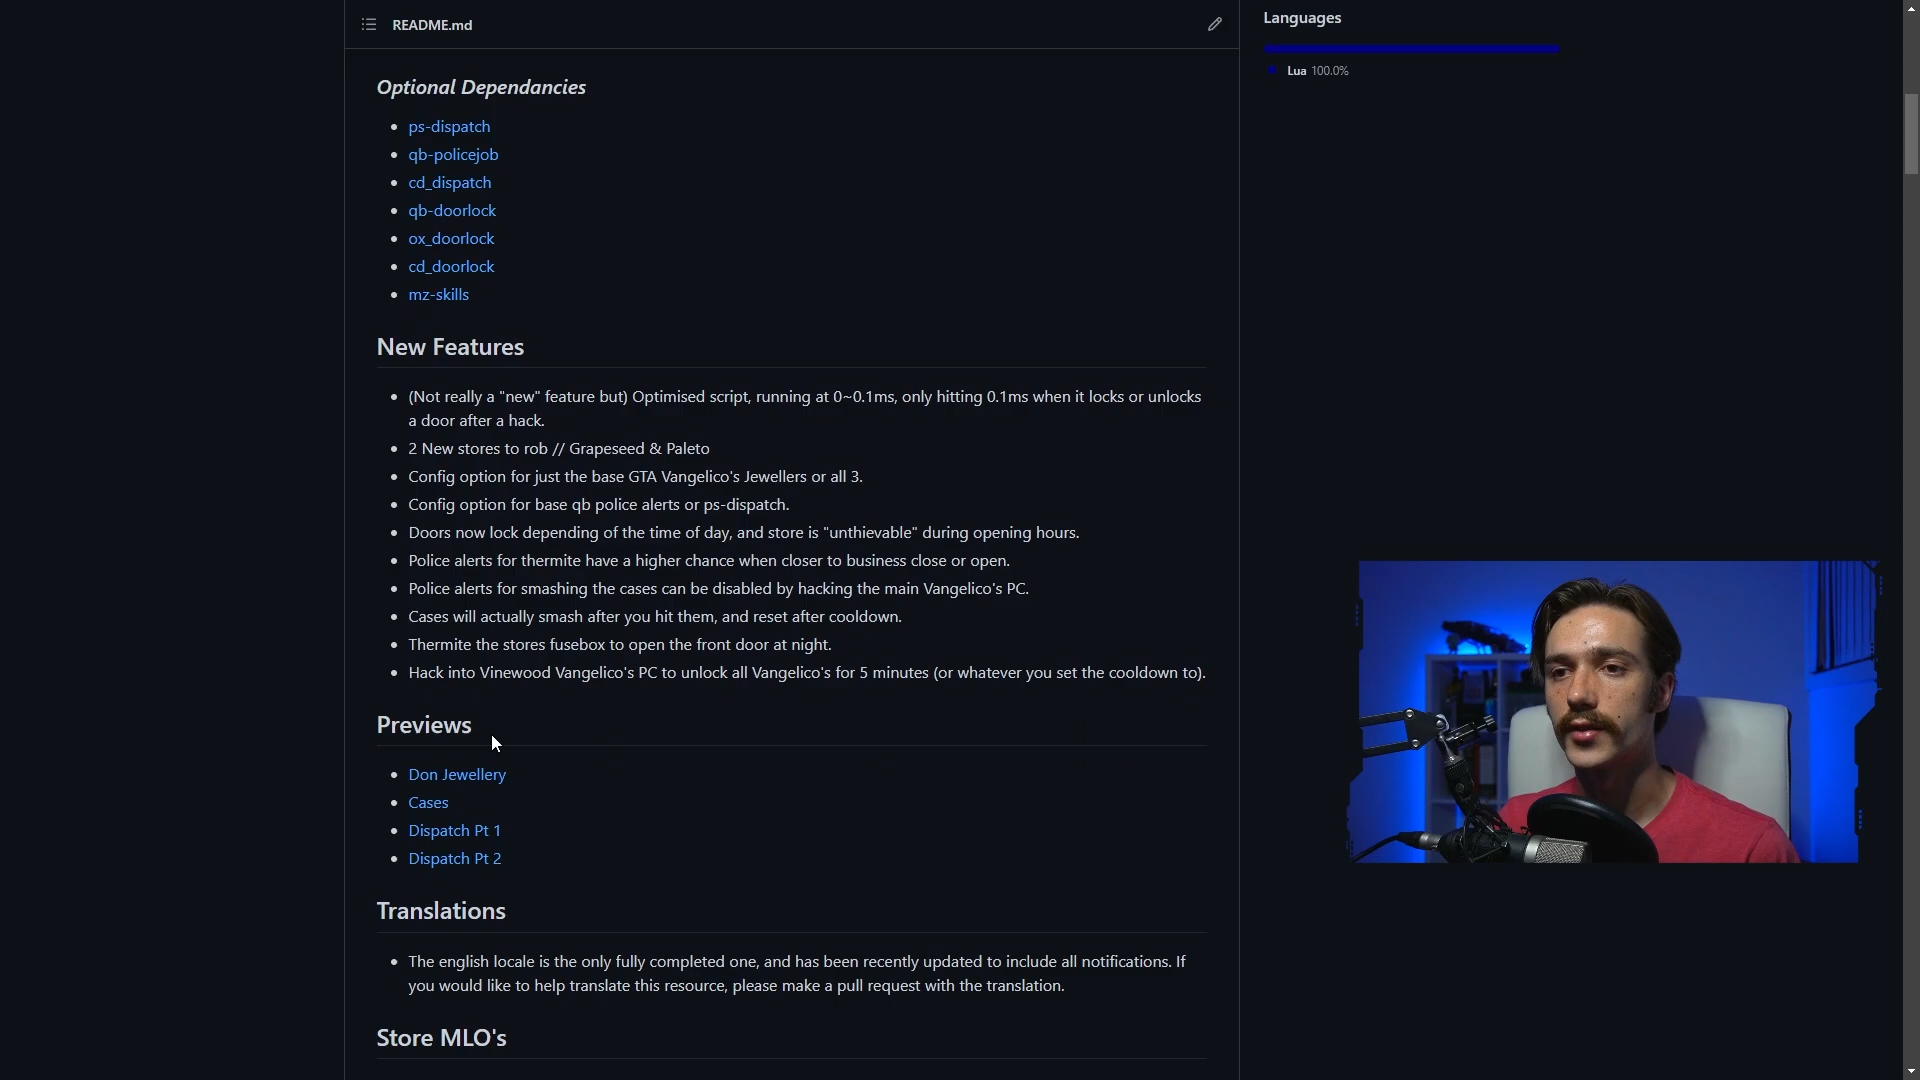 README.md
Languages
Lua 100.0%
Optional Dependancies
ps-dispatch
qb-policejob
cd_dispatch
qb-doorlock
ox_doorlock
cd_doorlock
mz-skills
New Features
(Not really a "new" feature but) Optimised script, running at 0~0.1ms, only hitting 0.1ms when it locks or unlocks
a door after a hack.
2 New stores to rob // Grapeseed & Paleto
Config option for just the base GTA Vangelico's Jewellers or all 3.
Config option for base qb police alerts or ps-dispatch.
Doors now lock depending of the time of day, and store is "unthievable" during opening hours.
Police alerts for thermite have a higher chance when closer to business close or open.
Police alerts for smashing the cases can be disabled by hacking the main Vangelico's PC.
Cases will actually smash after you hit them, and reset after cooldown.
Thermite the stores fusebox to open the front door at night.
Hack into Vinewood Vangelico's PC to unlock all Vangelico's for 5 minutes (or whatever you set the cooldown to).
Previews
Don Jewellery
Cases
Dispatch Pt 1
Dispatch Pt 2
Translations
The english locale is the only fully completed one, and has been recently updated to include all notifications. If
you would like to help translate this resource, please make a pull request with the translation.
Store MLO's